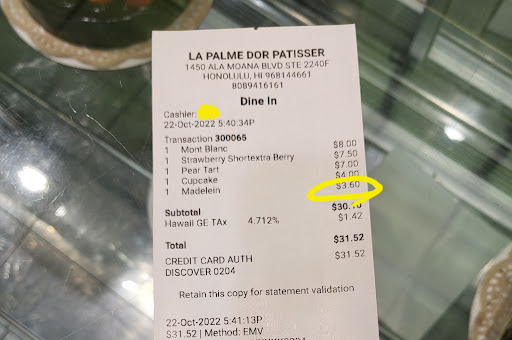 LA PALME DOR PATISSER
1450 ALA MOANA BLVD STE 2240F
HONOLULU, HI 968144661
8089416161
Dine In
Cashier:
22-Oct-2022 5:40:34P
Transaction 300065
1 Mont Blanc $8.00
1 Strawberry Shortextra Berry $7.50
1 Pear Tart $7.00
1 Cupcake $4.00
1 Madelein $3.60
Subtotal $30.10
Hawaii GE TAx 4.712% $1.42
Total $31.52
CREDIT CARD AUTH $31.52
DISCOVER 0204
Retain this copy for statement validation
22-Oct-2022 5:41:13P
$31.52 | Method: EMV